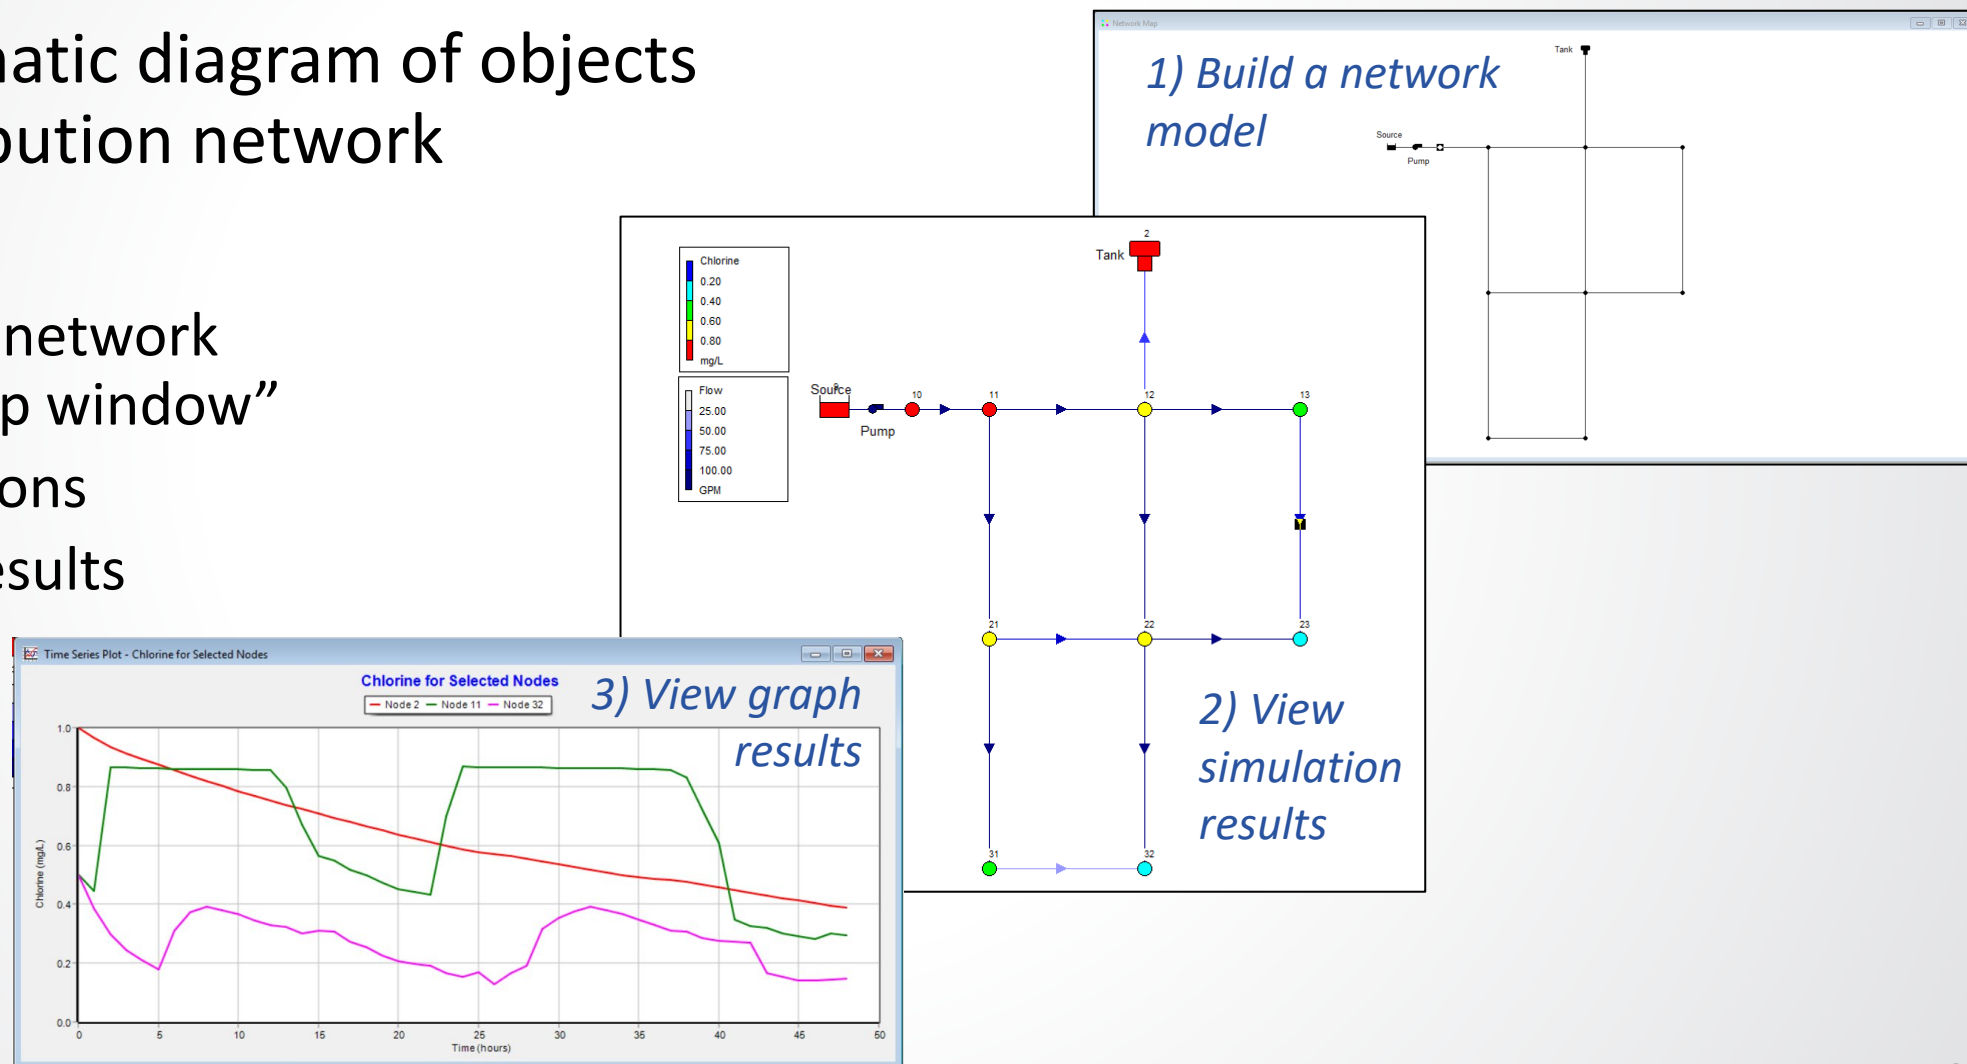 natic diagram of objects
bution network
network
p window”
ons
esults
Network Map
1) Build a network
model
Tank
Source
Pump
Chlorine
0.20
0.40
0.60
0.80
mg/L
Flow
25.00
50.00
75.00
100.00
GPM
2
Tank
Source
Pump
10
11
12
13
21
22
23
31
32
2) View
simulation
results
Time Series Plot - Chlorine for Selected Nodes
Chlorine for Selected Nodes
Node 2 Node 11 Node 32
3) View graph
results
Chlorine (mg/L)
1.0
0.8
0.6
0.4
0.2
0.0
0 5 10 15 20 25 30 35 40 45 50
Time (hours)